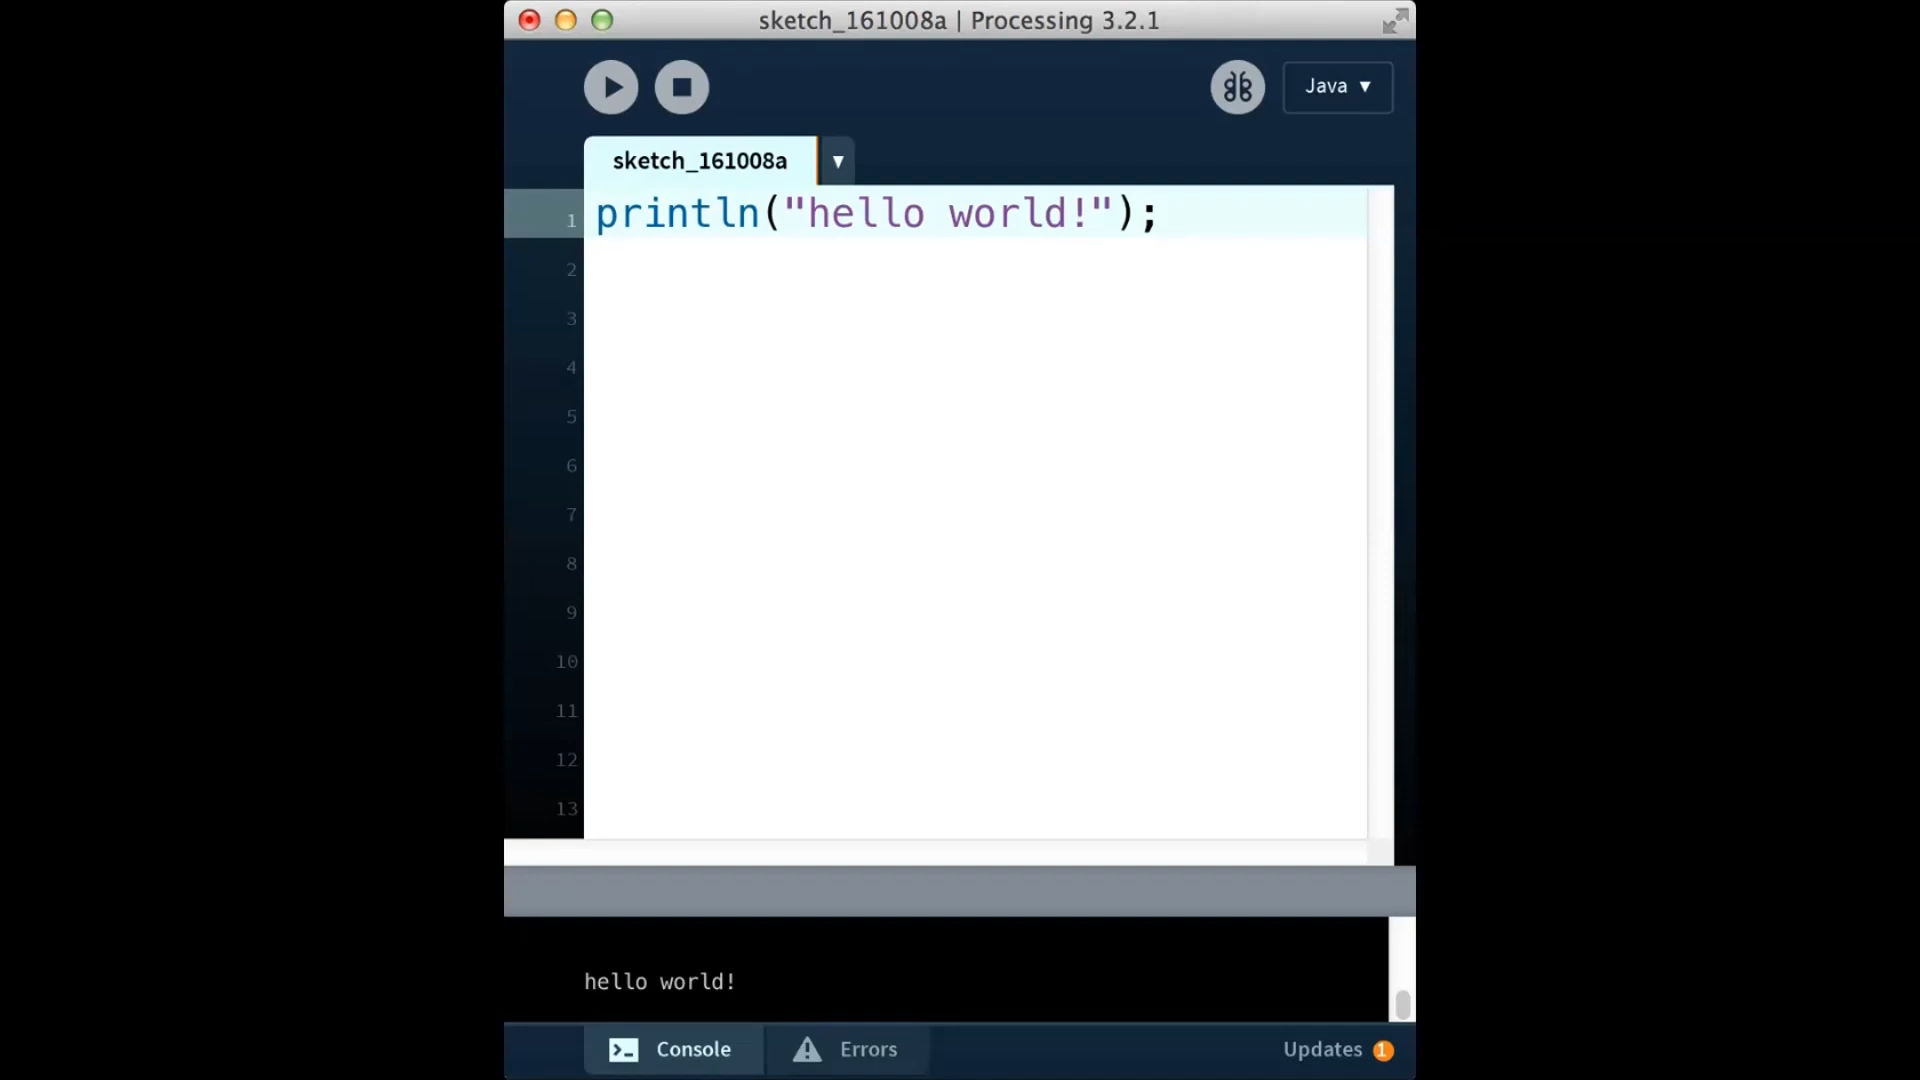 sketch_161008a | Processing 3.2.1
Java ▼
sketch_161008a ▼
1 println("hello world!");
2
3
4
5
6
7
8
9
10
11
12
13
hello world!
Console Errors Updates 1